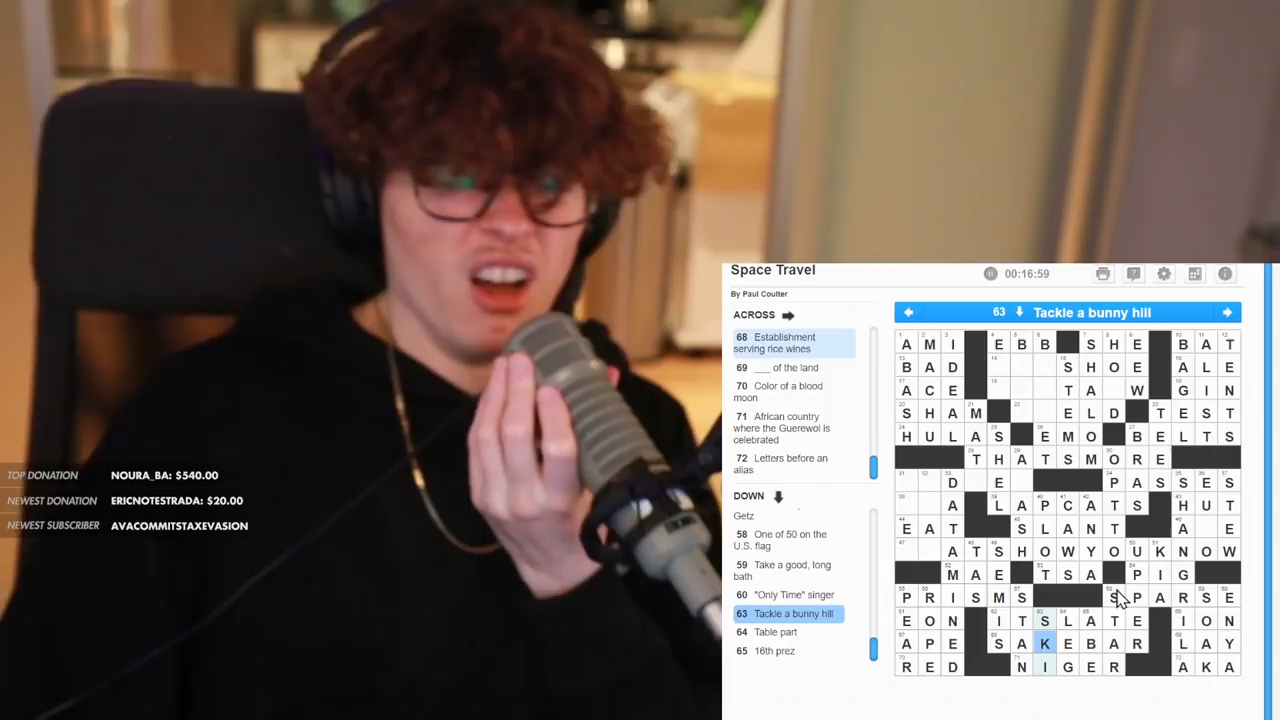 TOP DONATION NOURA_BA: $540.00
NEWEST DONATION ERICNOTESTRADA: $20.00
NEWEST SUBSCRIBER AVACOMMITSTAXEVASION
Space Travel
00:16:59
By Paul Coulter
ACROSS
68 Establishment
serving rice wines
69 ___ of the land
70 Color of a blood
moon
71 African country
where the Guerewol is
celebrated
72 Letters before an
alias
DOWN
Getz
58 One of 50 on the
U.S. flag
59 Take a good, long
bath
60 "Only Time" singer
63 Tackle a bunny hill
64 Table part
65 16th prez
63 Tackle a bunny hill
A M I E B B S H E B A T
B A D S H O E A L E
A C E T A W G I N
S H A M E L D T E S T
H U L A S E M O B E L T S
T H A T S M O R E
D E P A S S E S
A L A P C A T S H U T
E A T S L A N T A E
A T S H O W Y O U K N O W
M A E T S A P I G
P R I S M S S P A R S E
E O N I T S L A T E I O N
A P E S A K E B A R L A Y
R E D N I G E R A K A